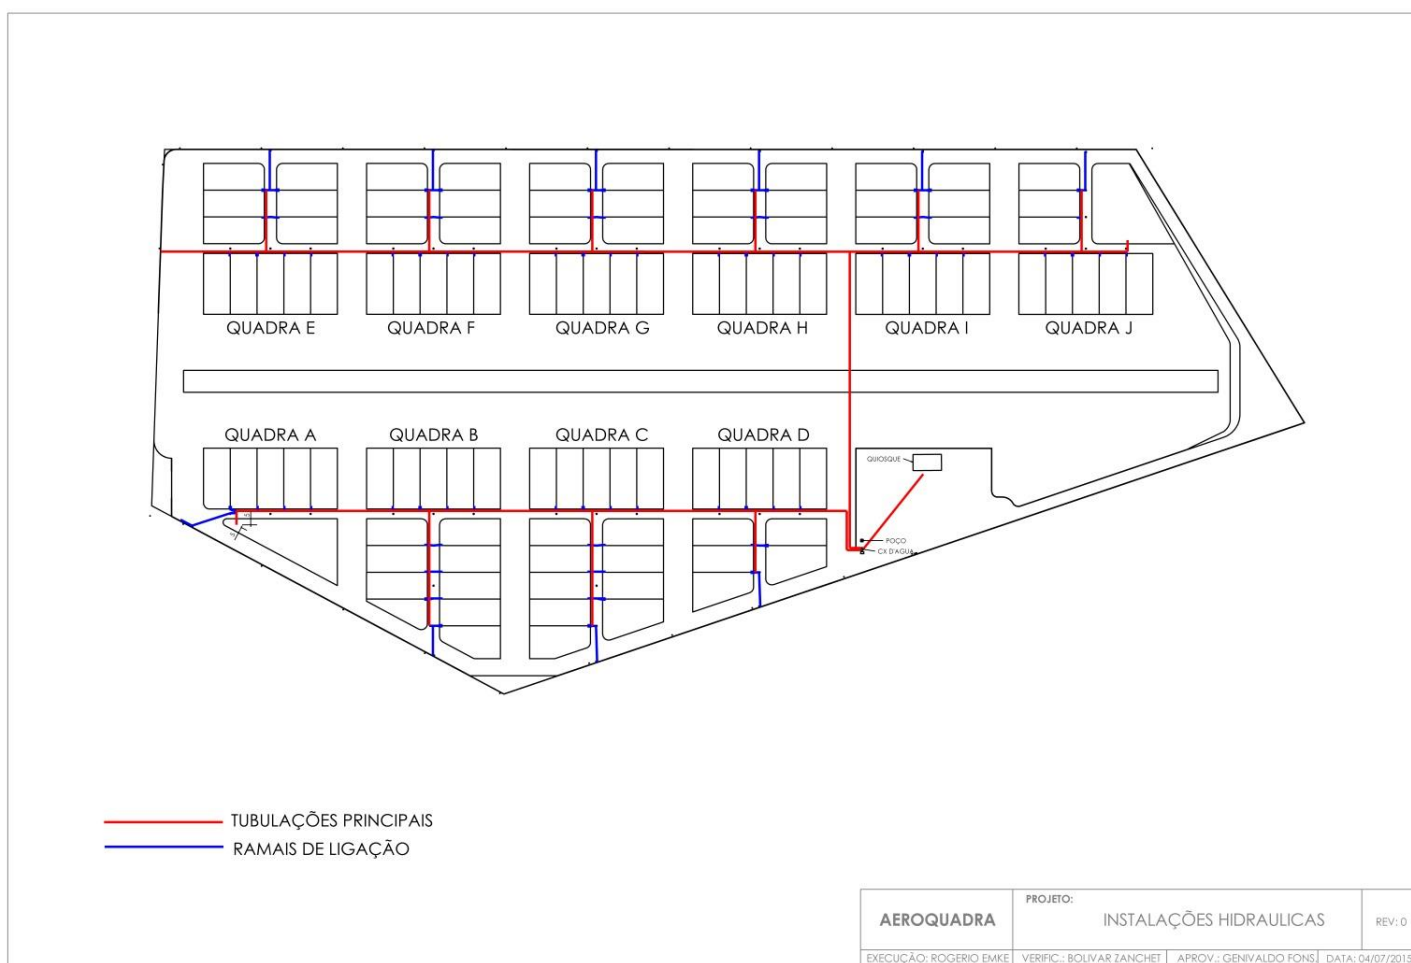 QUADRA E
QUADRA F
QUADRA G
QUADRA H
QUADRA I
QUADRA J
QUADRA A
QUADRA B
QUADRA C
QUADRA D
QUIOSQUE
POÇO
CX D'AGUA
TUBULAÇÕES PRINCIPAIS
RAMAIS DE LIGAÇÃO
AEROQUADRA
PROJETO:
INSTALAÇÕES HIDRAULICAS
REV: 0
EXECUÇÃO: ROGERIO EMKE
VERIFIC.: BOLIVAR ZANCHET
APROV.: GENIVALDO FONS.
DATA: 04/07/2015